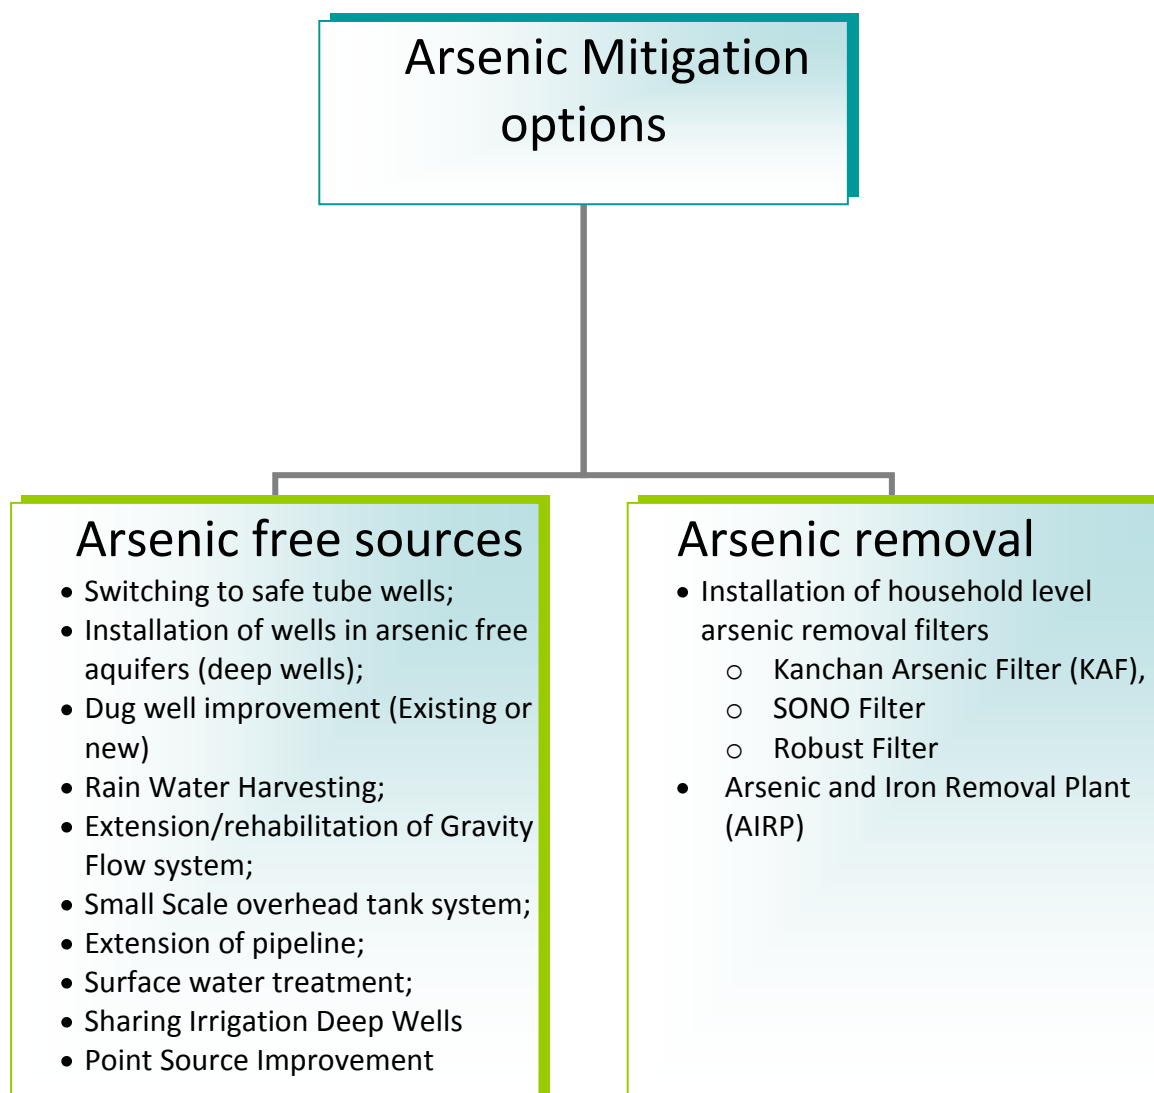 Arsenic Mitigation
options
Arsenic free sources
• Switching to safe tube wells;
• Installation of wells in arsenic free
aquifers (deep wells);
• Dug well improvement (Existing or
new)
• Rain Water Harvesting;
• Extension/rehabilitation of Gravity
Flow system;
• Small Scale overhead tank system;
• Extension of pipeline;
• Surface water treatment;
• Sharing Irrigation Deep Wells
• Point Source Improvement
Arsenic removal
• Installation of household level
arsenic removal filters
o Kanchan Arsenic Filter (KAF),
o SONO Filter
o Robust Filter
• Arsenic and Iron Removal Plant
(AIRP)